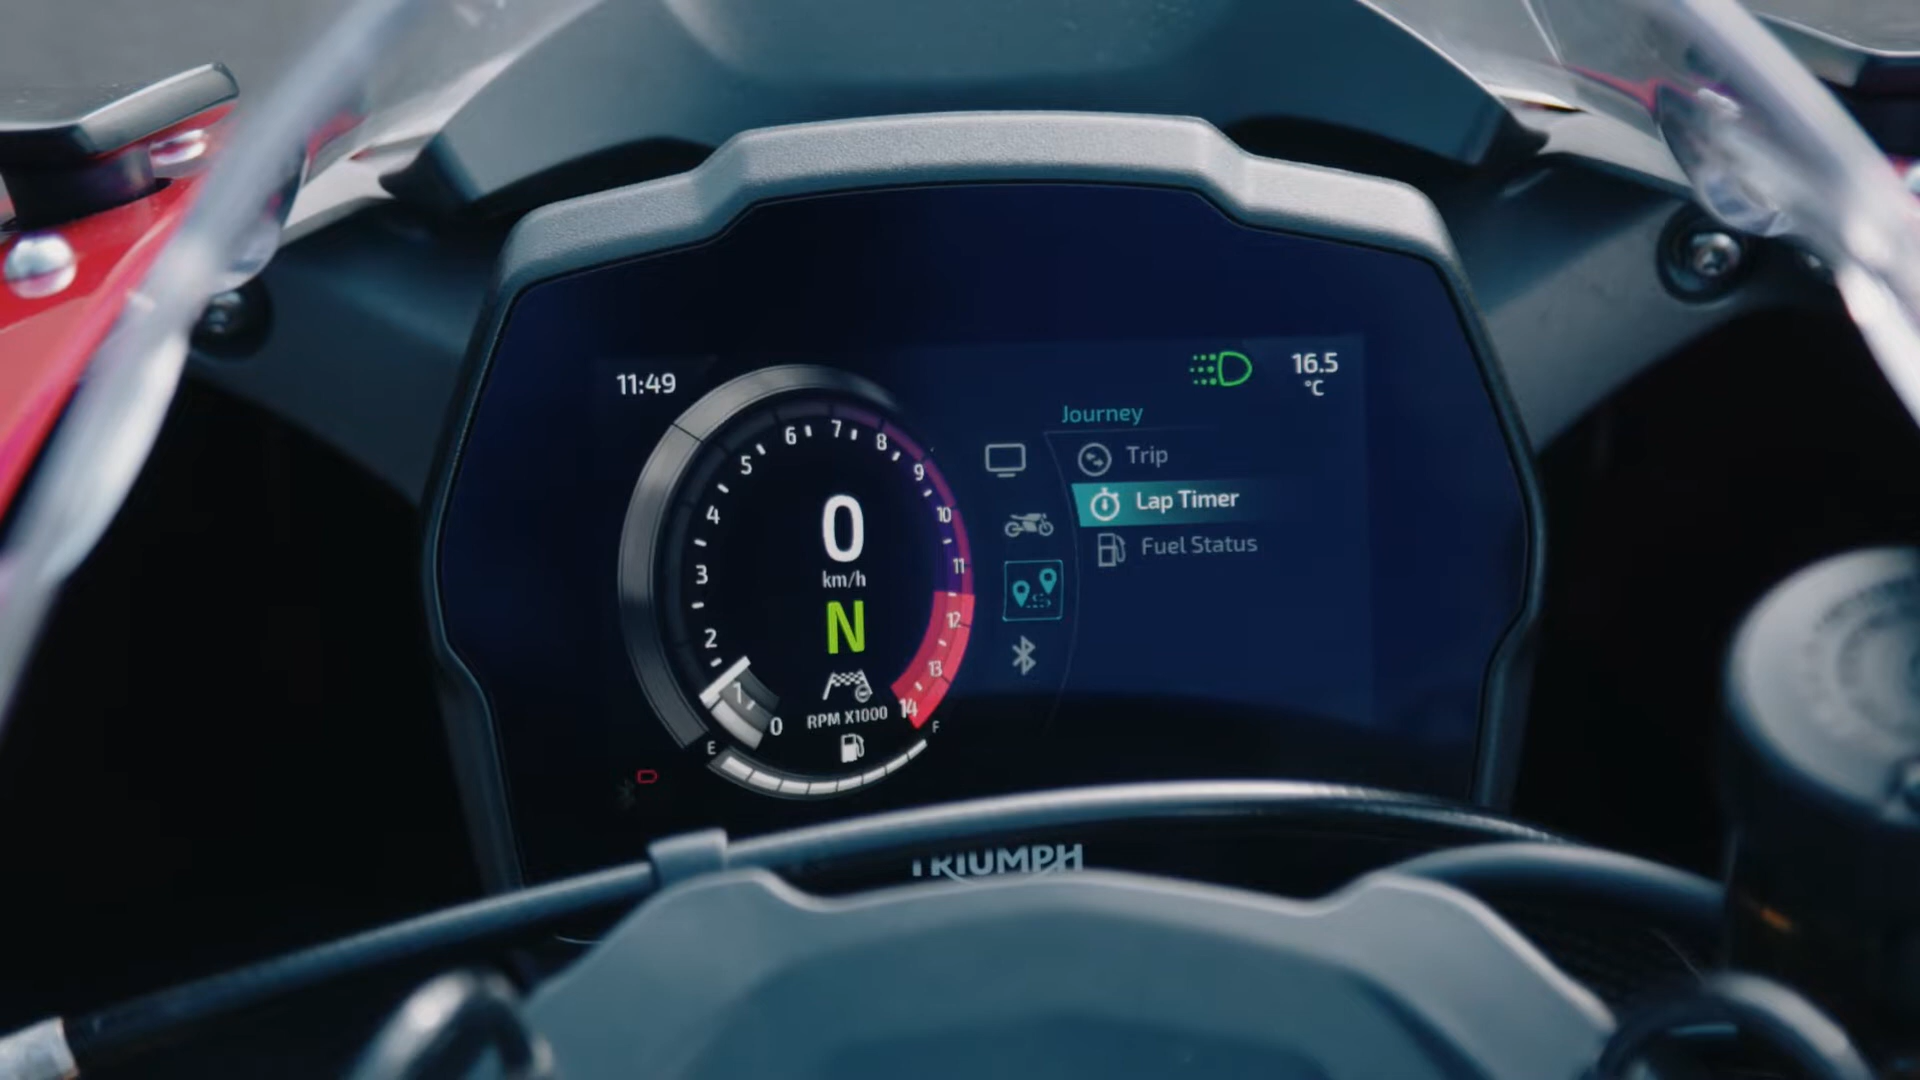 11:49
16.5
°C
Journey
Trip
Lap Timer
Fuel Status
0
km/h
N
RPM X1000
0
1
2
3
4
5
6
7
8
9
10
11
12
13
14
E
F
TRIUMPH